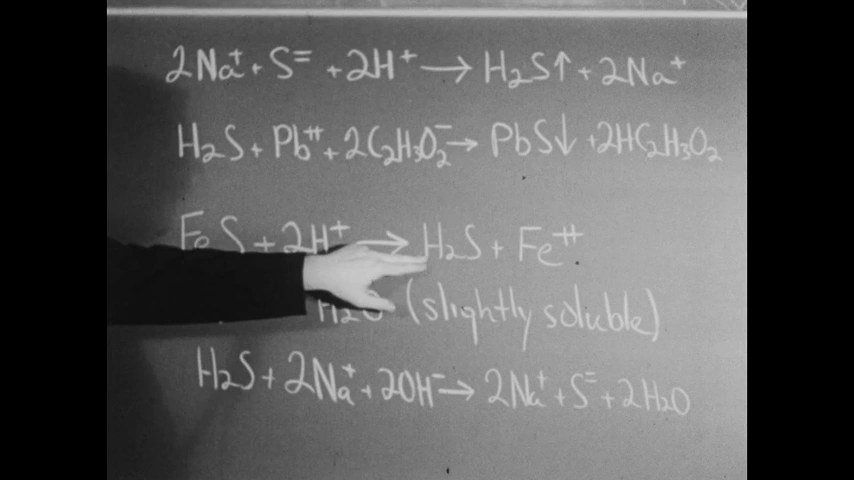 2Na⁺ + S⁼ + 2H⁺ → H₂S↑ + 2Na⁺
H₂S + Pb⁺⁺ + 2C₂H₃O₂⁻ → PbS↓ + 2HC₂H₃O₂
FeS + 2H⁺ → H₂S + Fe⁺⁺
H₂O (slightly soluble)
H₂S + 2Na⁺ + 2OH⁻ → 2Na⁺ + S⁼ + 2H₂O